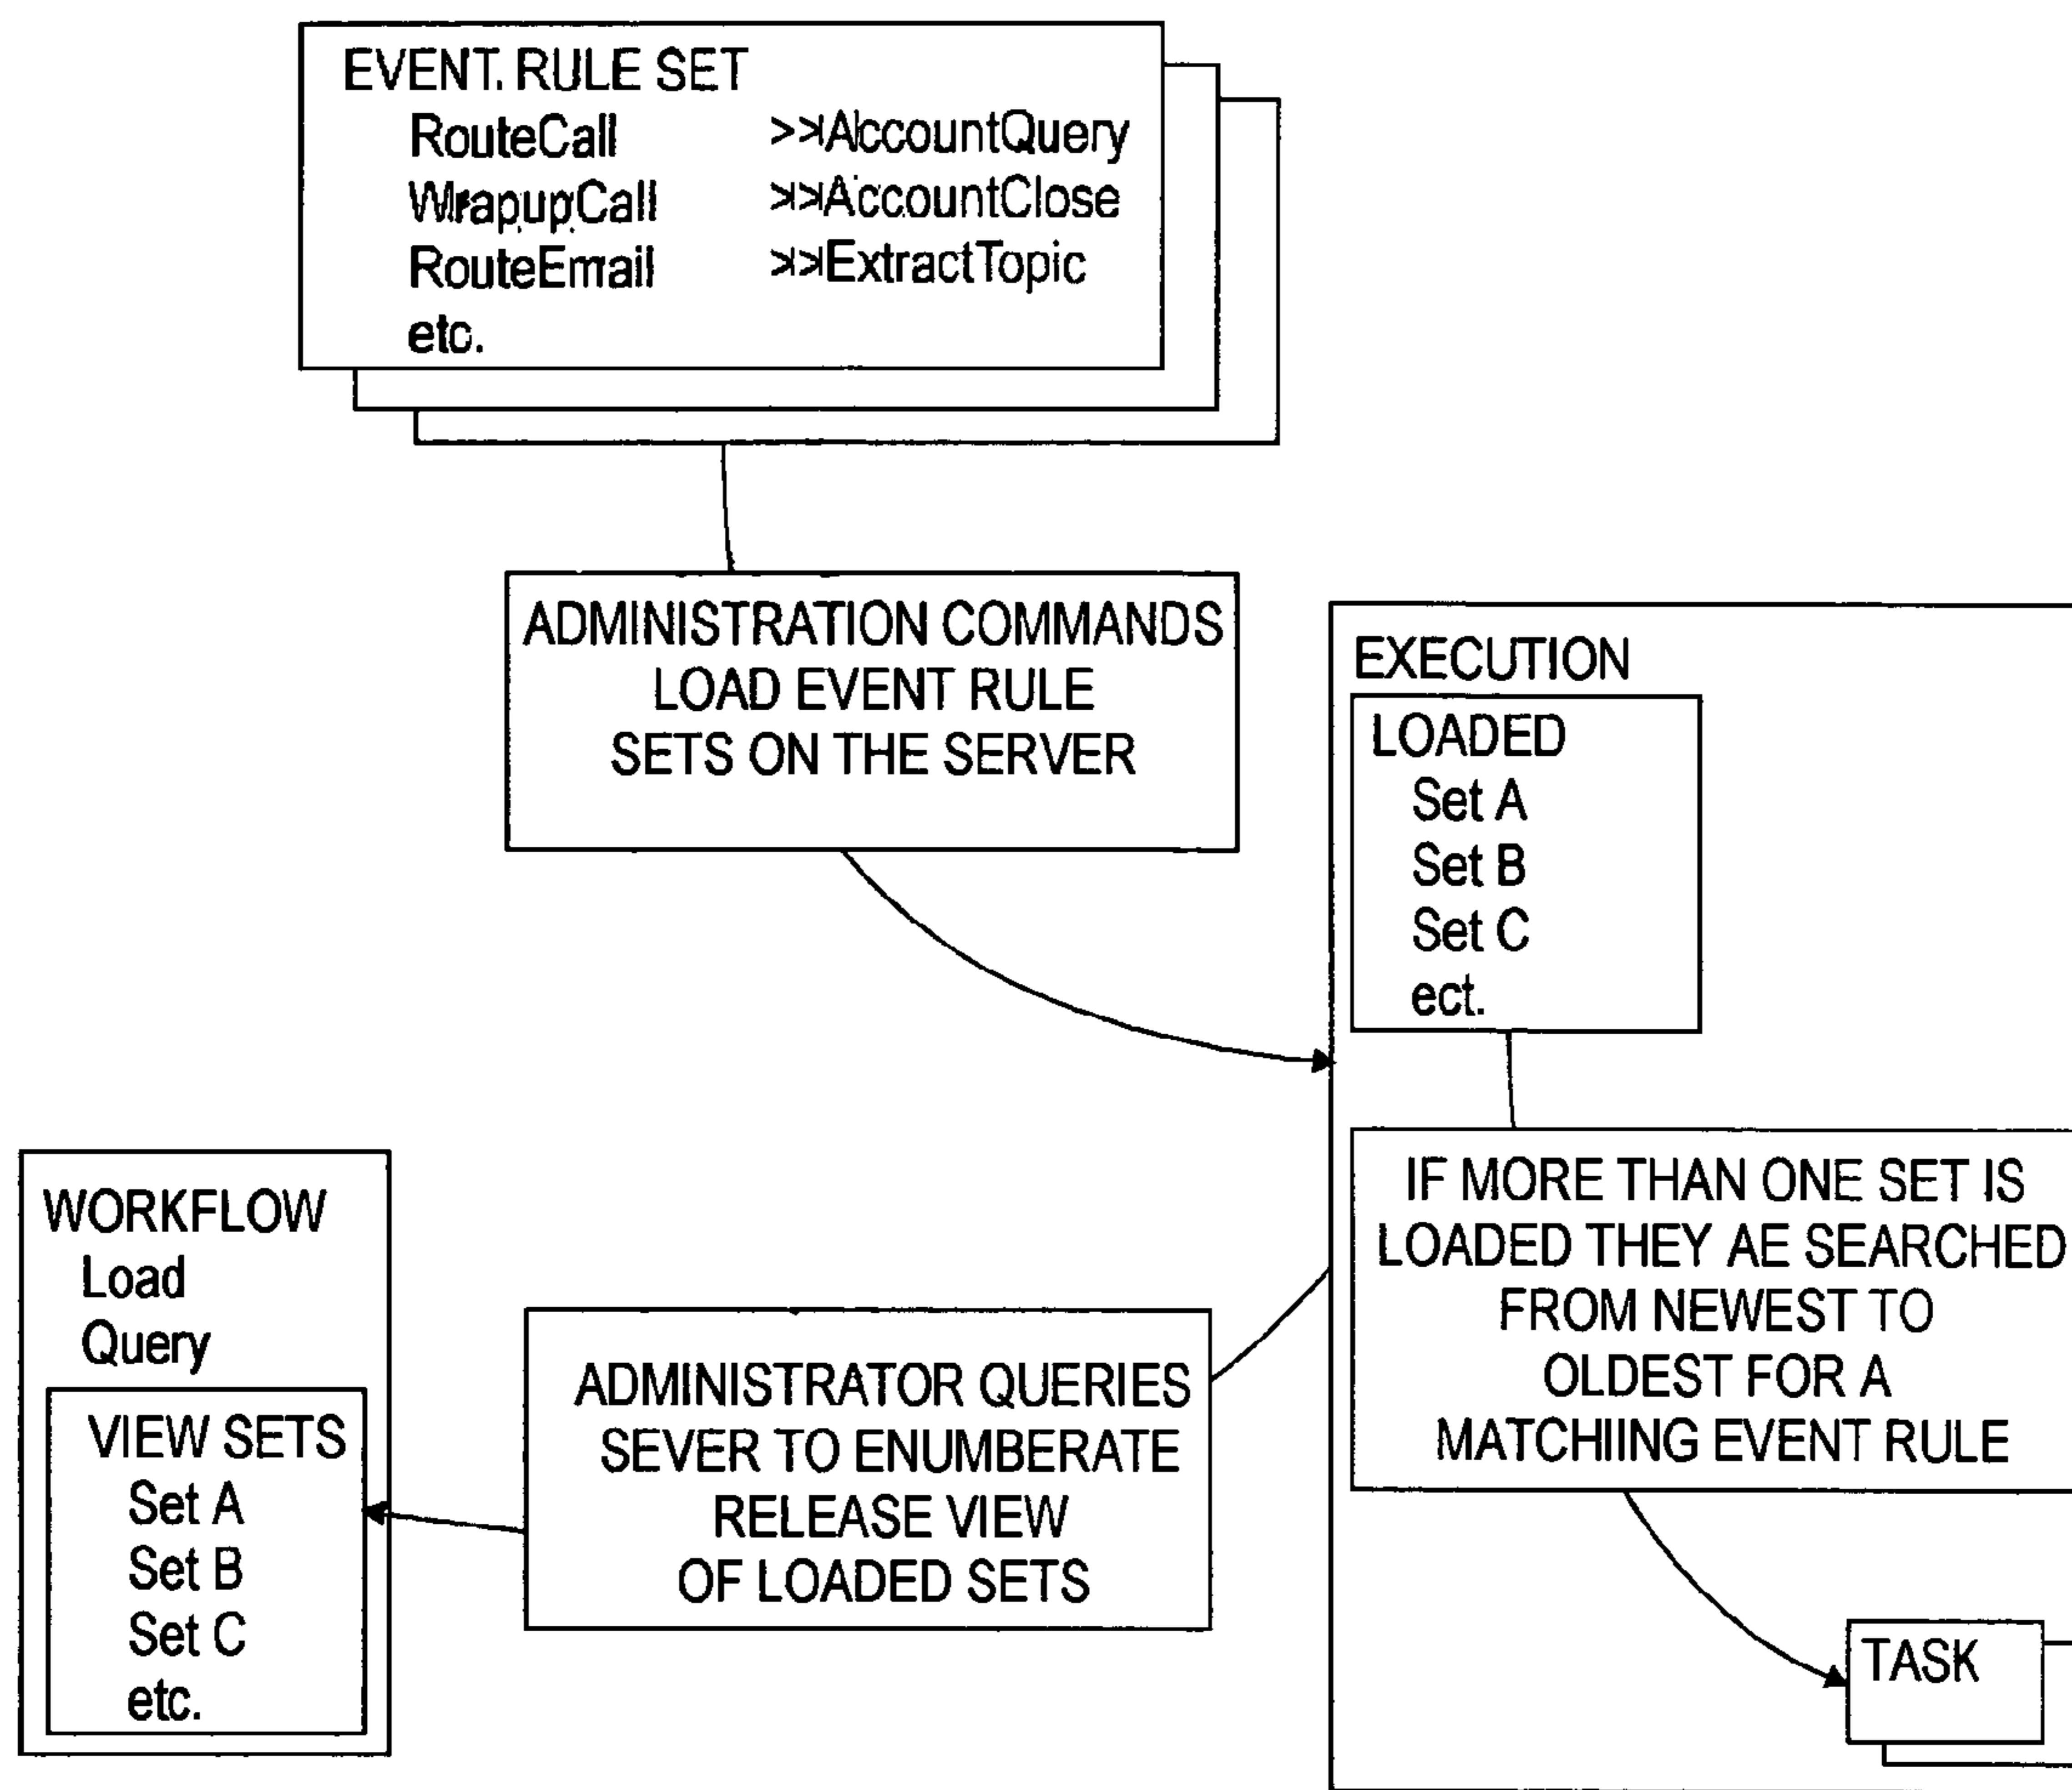 EVENT. RULE SET
RouteCall >>AccountQuery
WrapupCall >>AccountClose
RouteEmail >>ExtractTopic
etc.
ADMINISTRATION COMMANDS
LOAD EVENT RULE
SETS ON THE SERVER
EXECUTION
LOADED
Set A
Set B
Set C
ect.
IF MORE THAN ONE SET IS
LOADED THEY AE SEARCHED
FROM NEWEST TO
OLDEST FOR A
MATCHIING EVENT RULE
TASK
WORKFLOW
Load
Query
VIEW SETS
Set A
Set B
Set C
etc.
ADMINISTRATOR QUERIES
SEVER TO ENUMBERATE
RELEASE VIEW
OF LOADED SETS